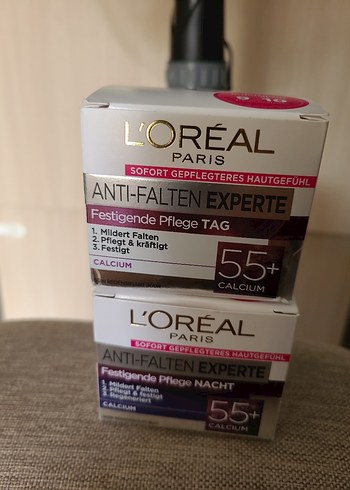 L'ORÉAL
PARIS
SOFORT GEPFLEGTERES HAUTGEFÜHL
ANTI-FALTEN EXPERTE
Festigende Pflege TAG
1. Mildert Falten
2. Pflegt & kräftigt
3. Festigt
CALCIUM
55+
CALCIUM
L'ORÉAL
PARIS
SOFORT GEPFLEGTERES HAUTGEFÜHL
ANTI-FALTEN EXPERTE
Festigende Pflege NACHT
1. Mildert Falten
2. Pflegt & festigt
3. Regeneriert
CALCIUM
55+
CALCIUM